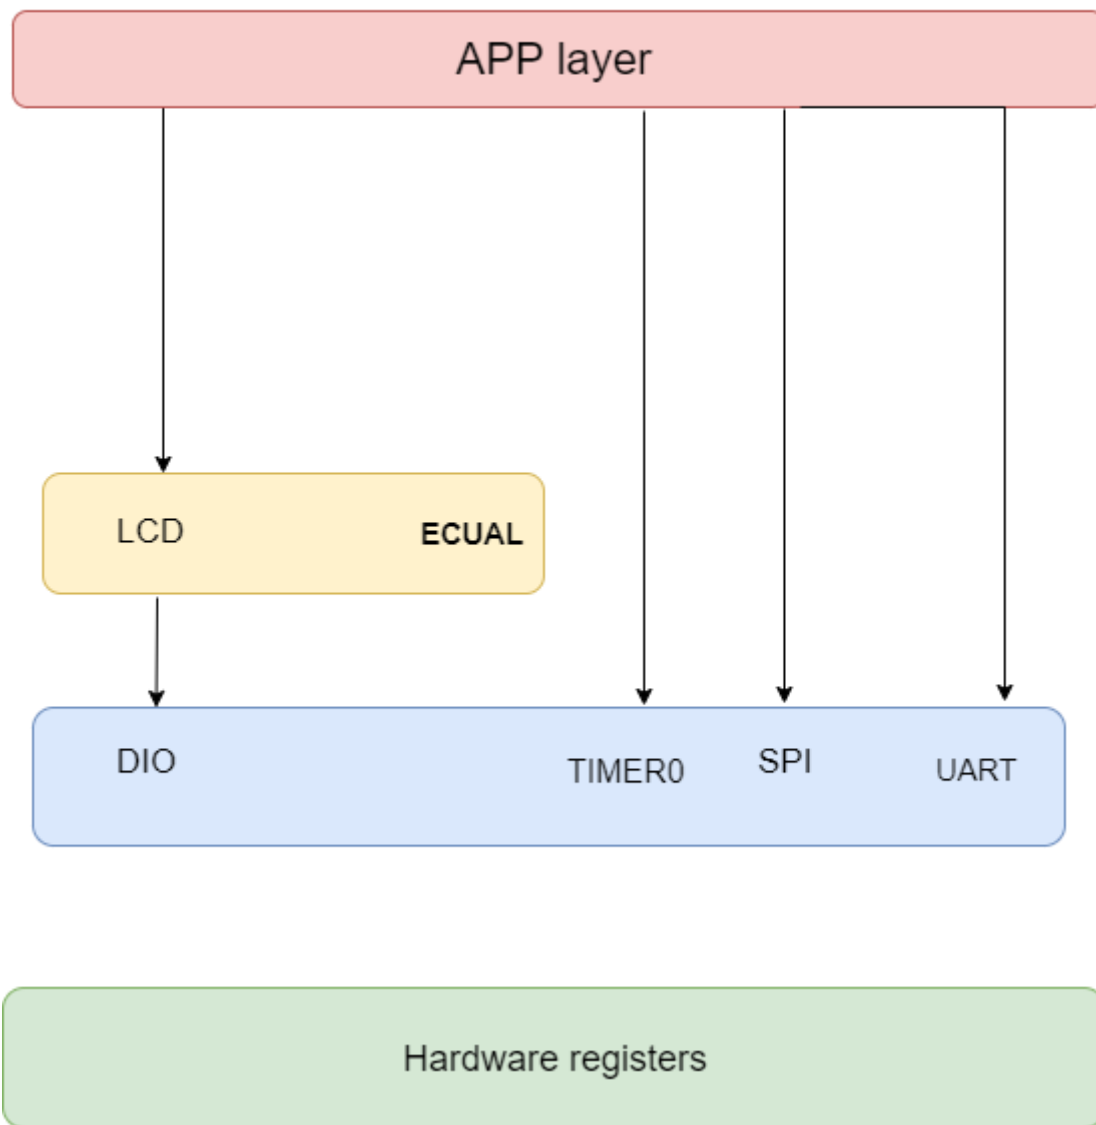 APP layer
LCD
ECUAL
DIO
TIMER0
SPI
UART
Hardware registers